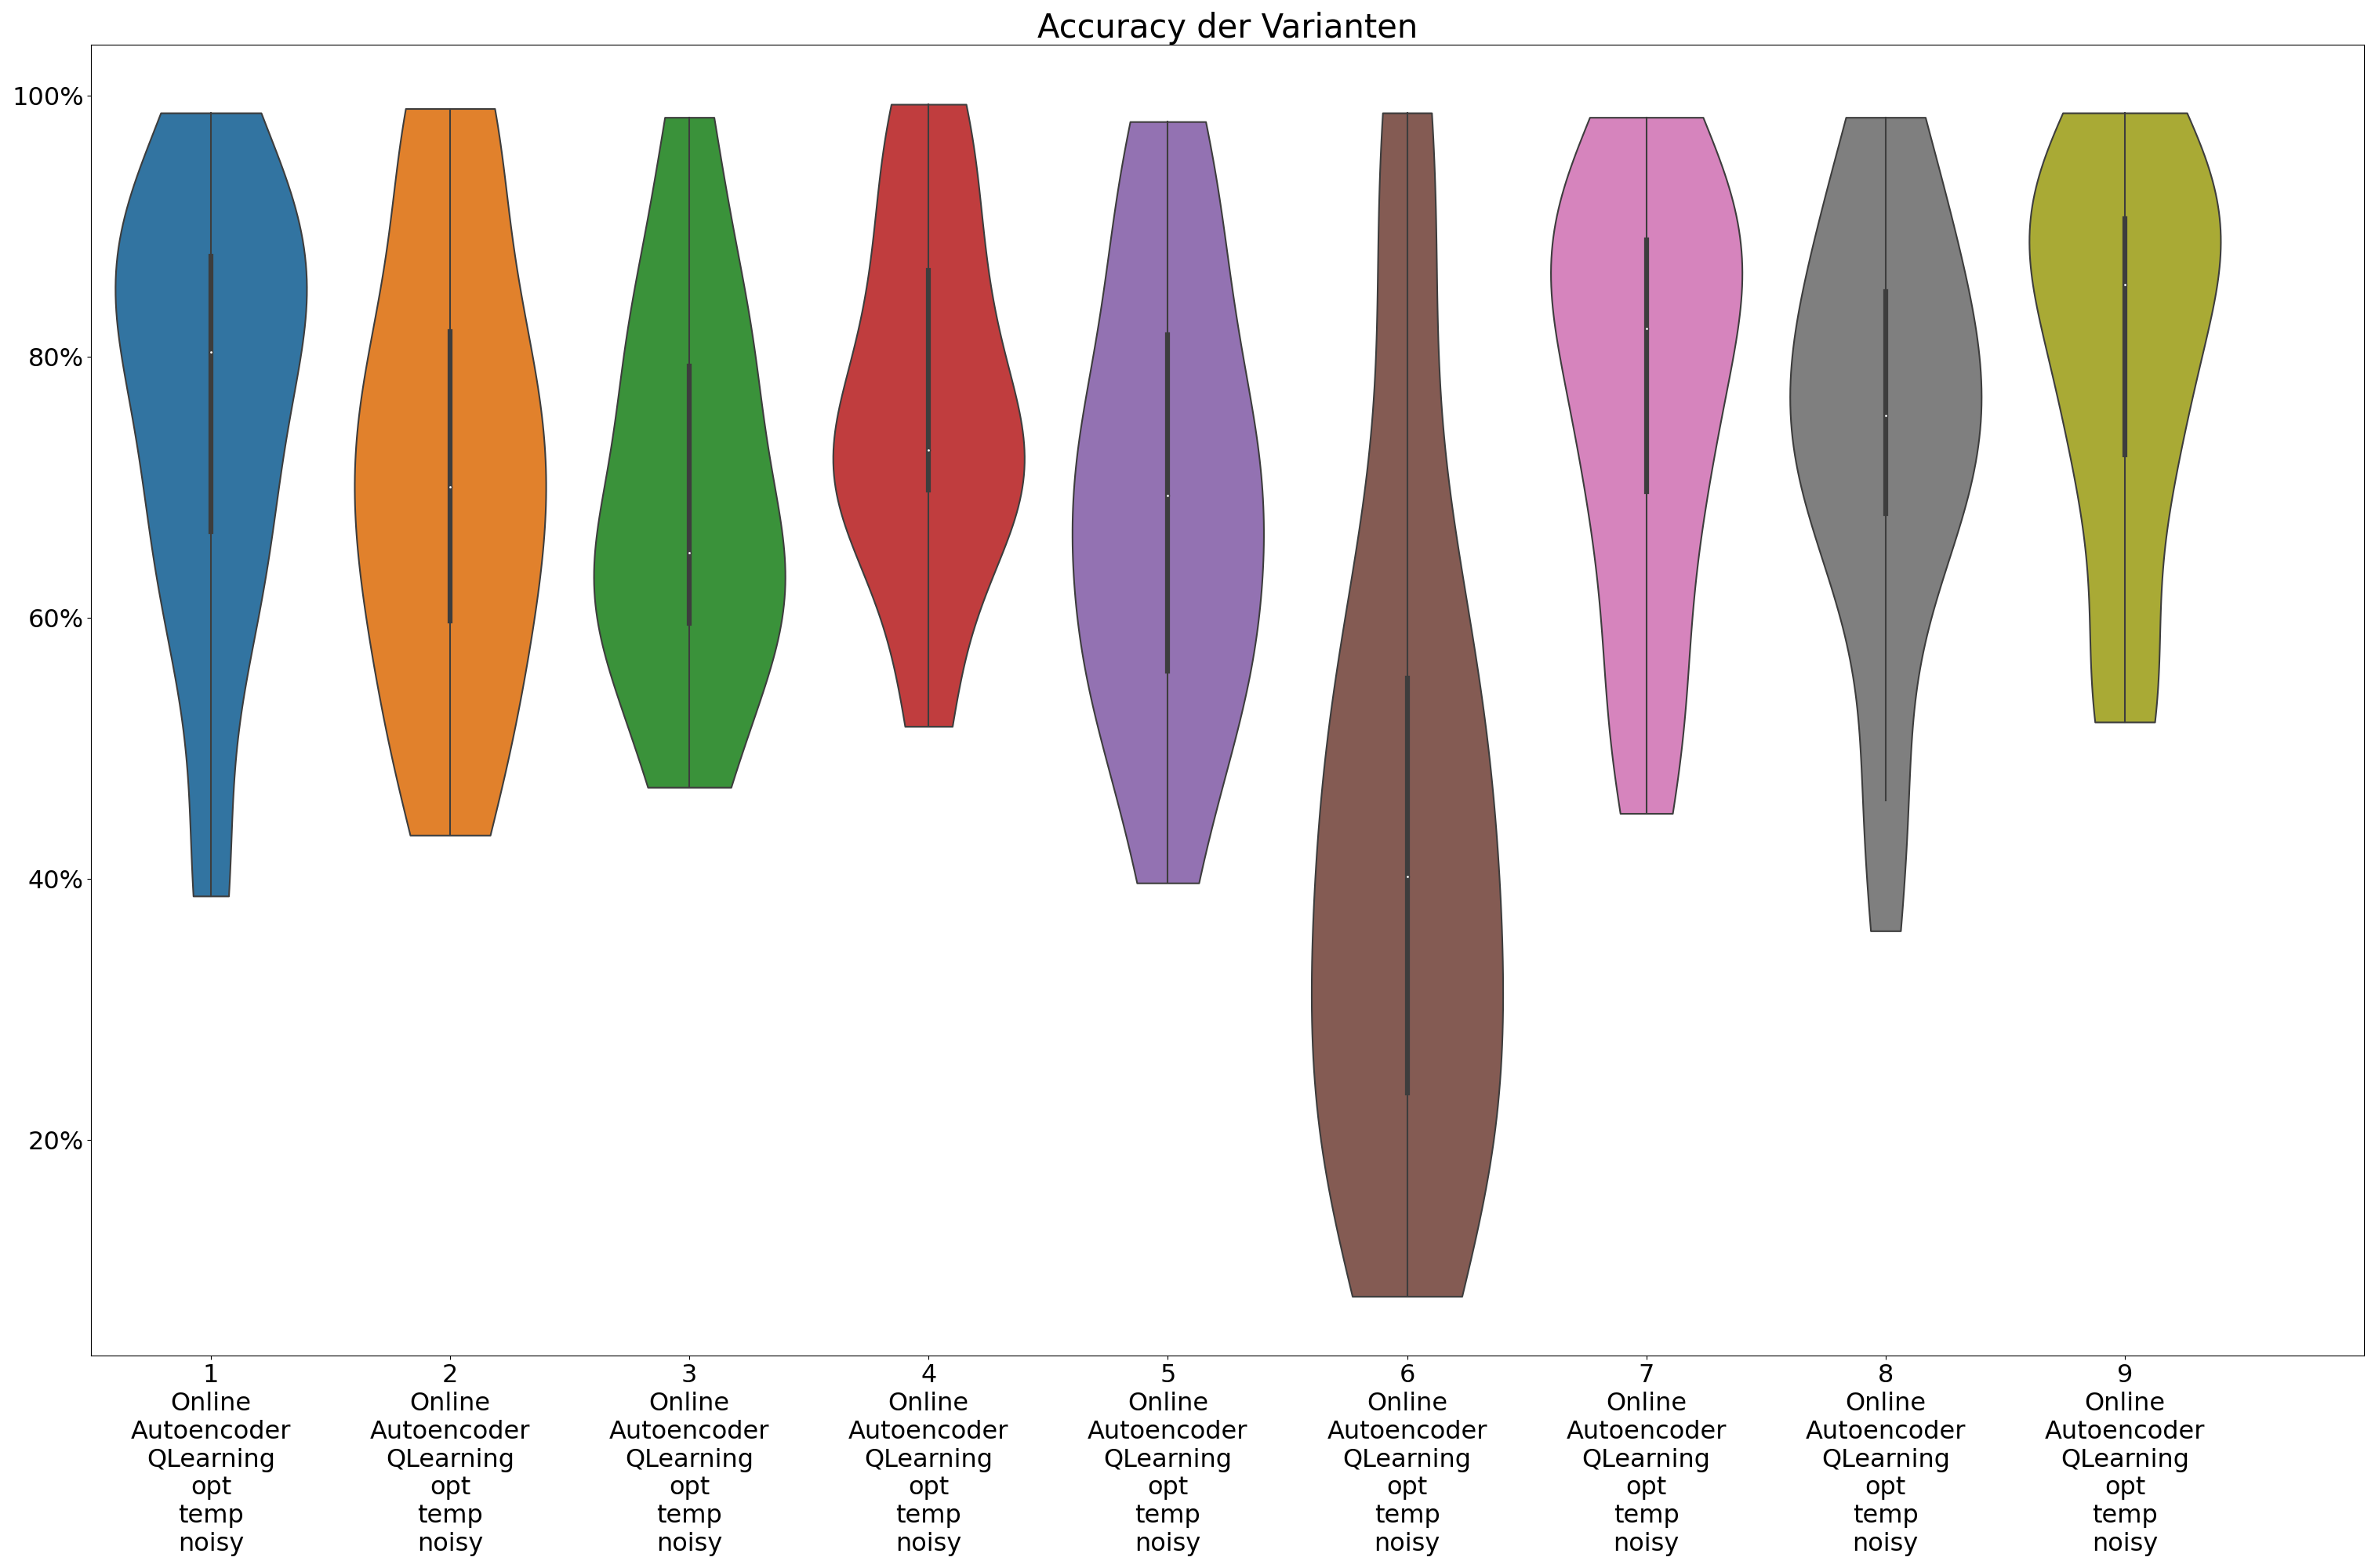 Accuracy der Varianten
100%
80%
60%
40%
20%
1 2 3 4 5 6 7 8 9
Online Online Online Online Online Online Online Online Online
Autoencoder Autoencoder Autoencoder Autoencoder Autoencoder Autoencoder Autoencoder Autoencoder Autoencoder
QLearning QLearning QLearning QLearning QLearning QLearning QLearning QLearning QLearning
opt opt opt opt opt opt opt opt opt
temp temp temp temp temp temp temp temp temp
noisy noisy noisy noisy noisy noisy noisy noisy noisy